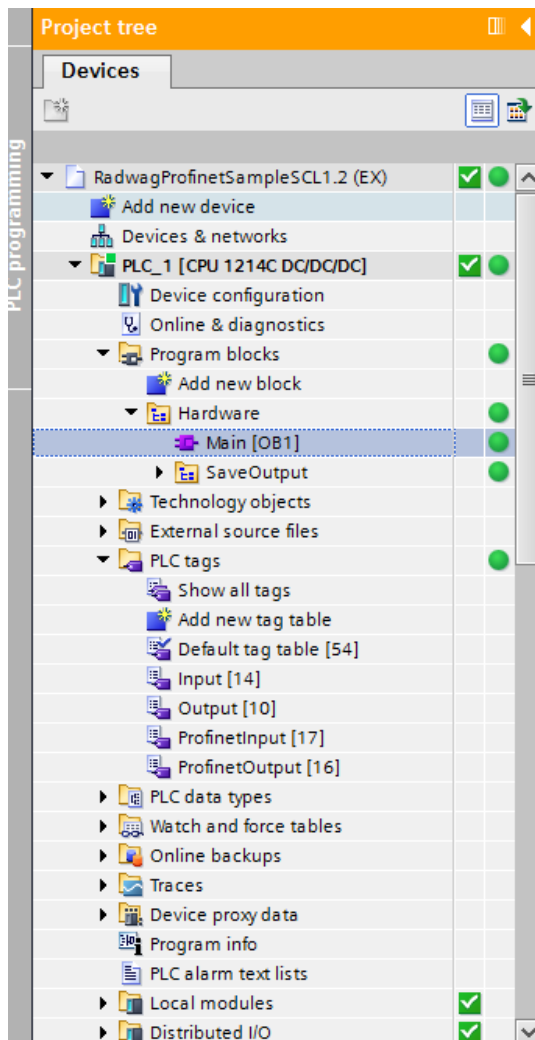 Project tree
Devices
PLC programming
RadwagProfinetSampleSCL1.2 (EX)
Add new device
Devices & networks
PLC_1 [CPU 1214C DC/DC/DC]
Device configuration
Online & diagnostics
Program blocks
Add new block
Hardware
Main [OB1]
SaveOutput
Technology objects
External source files
PLC tags
Show all tags
Add new tag table
Default tag table [54]
Input [14]
Output [10]
ProfinetInput [17]
ProfinetOutput [16]
PLC data types
Watch and force tables
Online backups
Traces
Device proxy data
Program info
PLC alarm text lists
Local modules
Distributed I/O